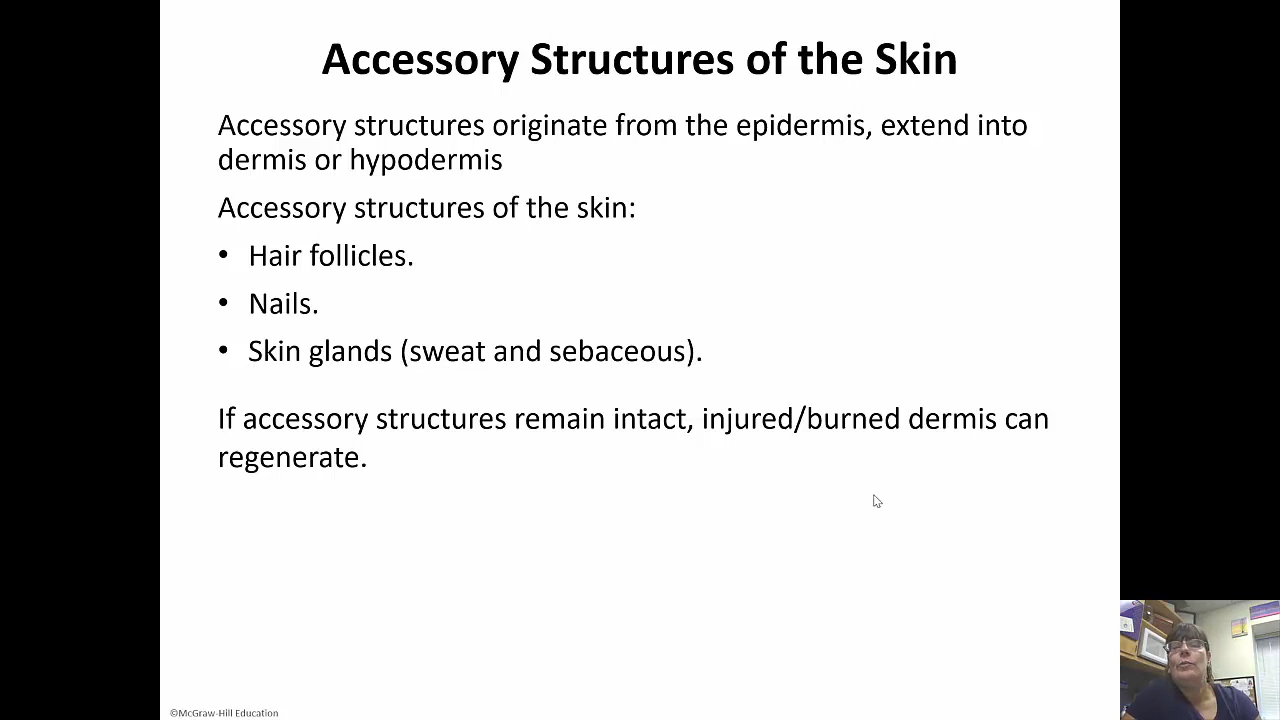 Accessory Structures of the Skin
Accessory structures originate from the epidermis, extend into
dermis or hypodermis
Accessory structures of the skin:
• Hair follicles.
• Nails.
• Skin glands (sweat and sebaceous).
If accessory structures remain intact, injured/burned dermis can
regenerate.
©McGraw-Hill Education